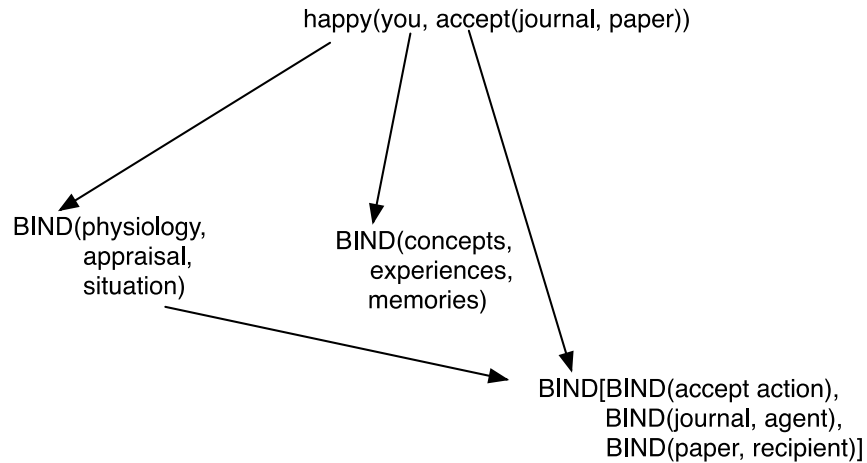 happy(you, accept(journal, paper))
BIND(physiology,
appraisal,
situation)
BIND(concepts,
experiences,
memories)
BIND[BIND(accept action),
BIND(journal, agent),
BIND(paper, recipient)]